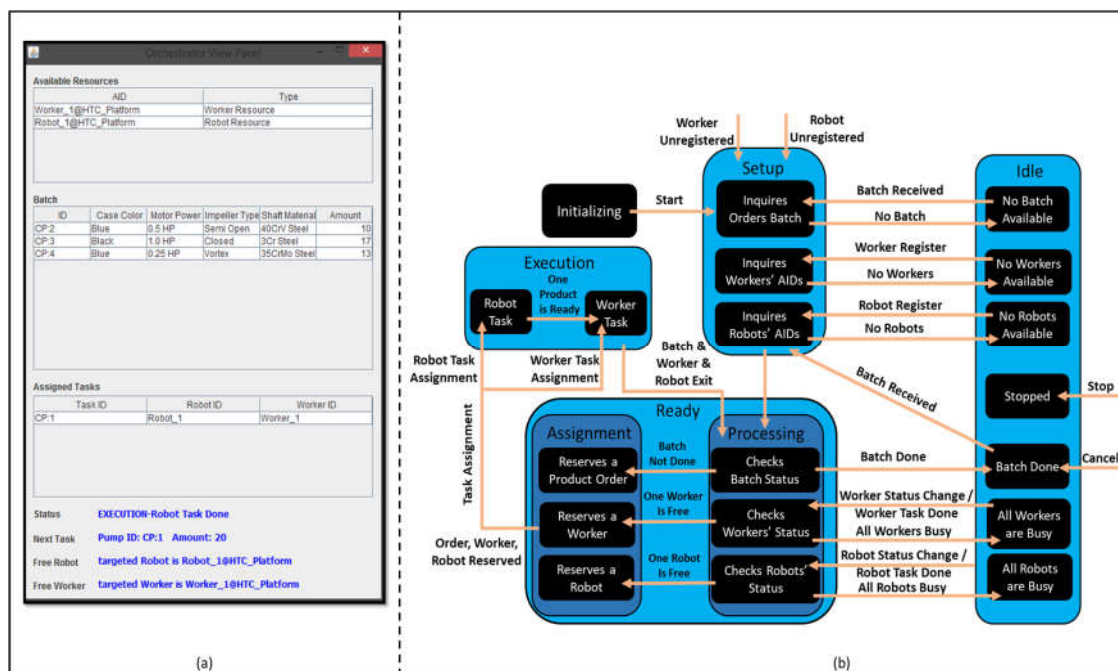 Orchestrator View Panel
Available Resources
AID Type
Worker_1@HTC_Platform Worker Resource
Robot_1@HTC_Platform Robot Resource
Batch
ID Case Color Motor Power Impeller Type Shaft Material Amount
CP:2 Blue 0.5 HP Semi Open 40CrV Steel 10
CP:3 Black 1.0 HP Closed 3Cr Steel 17
CP:4 Blue 0.25 HP Vortex 35CrMo Steel 13
Assigned Tasks
Task ID Robot ID Worker ID
CP:1 Robot_1 Worker_1
Status EXECUTION-Robot Task Done
Next Task Pump ID: CP:1 Amount: 20
Free Robot targeted Robot is Robot_1@HTC_Platform
Free Worker targeted Worker is Worker_1@HTC_Platform
(a)
Worker
Unregistered
Robot
Unregistered
Initializing
Start
Setup
Inquires
Orders Batch
Inquires
Workers' AIDs
Inquires
Robots' AIDs
Batch Received
No Batch
Worker Register
No Workers
Robot Register
No Robots
Idle
No Batch
Available
No Workers
Available
No Robots
Available
Stopped
Stop
Batch Done
Cancel
All Workers
are Busy
All Robots
are Busy
Execution
Robot
Task
One
Product
is Ready
Worker
Task
Robot Task
Assignment
Worker Task
Assignment
Batch &
Worker &
Robot Exit
Batch Received
Task Assignment
Ready
Assignment
Reserves a
Product Order
Reserves a
Worker
Reserves a
Robot
Batch
Not Done
One Worker
Is Free
One Robot
Is Free
Processing
Checks
Batch Status
Checks
Workers' Status
Checks Robots'
Status
Order, Worker,
Robot Reserved
Batch Done
Worker Status Change /
Worker Task Done
All Workers Busy
Robot Status Change /
Robot Task Done
All Robots Busy
(b)